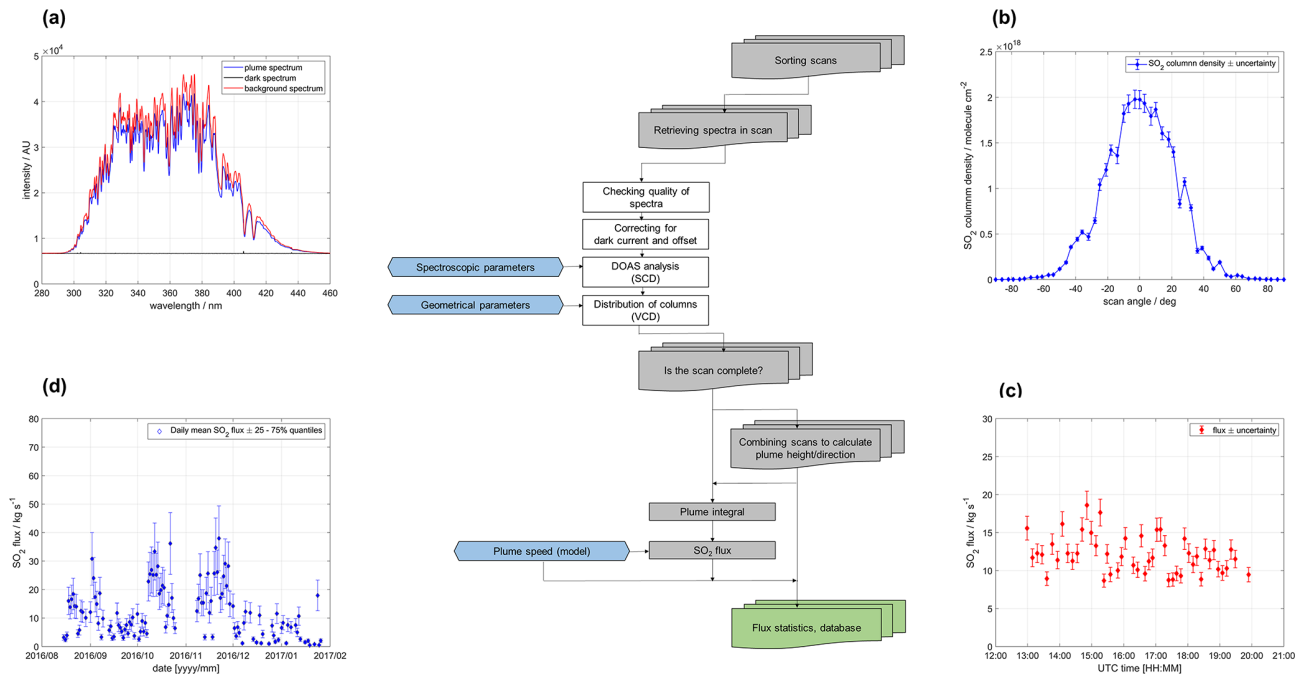 (a)
×10^4
5
4
3
2
1
0
intensity / AU
plume spectrum
dark spectrum
background spectrum
280 300 320 340 360 380 400 420 440 460
wavelength / nm
Sorting scans
Retrieving spectra in scan
Checking quality of
spectra
Correcting for
dark current and offset
Spectroscopic parameters
DOAS analysis
(SCD)
Geometrical parameters
Distribution of columns
(VCD)
Is the scan complete?
Combining scans to calculate
plume height/direction
Plume integral
Plume speed (model)
SO2 flux
Flux statistics, database
(b)
×10^18
2.5
2
1.5
1
0.5
0
SO2 columnm density / molecule cm^-2
SO2 columnn density ± uncertainty
-80 -60 -40 -20 0 20 40 60 80
scan angle / deg
(d)
80
70
60
50
40
30
20
10
0
SO2 flux / kg s^-1
Daily mean SO2 flux ± 25 - 75% quantiles
2016/08 2016/09 2016/10 2016/11 2016/12 2017/01 2017/02
date [yyyy/mm]
(c)
30
25
20
15
10
5
0
SO2 flux / kg s^-1
flux ± uncertainty
12:00 13:00 14:00 15:00 16:00 17:00 18:00 19:00 20:00 21:00
UTC time [HH:MM]